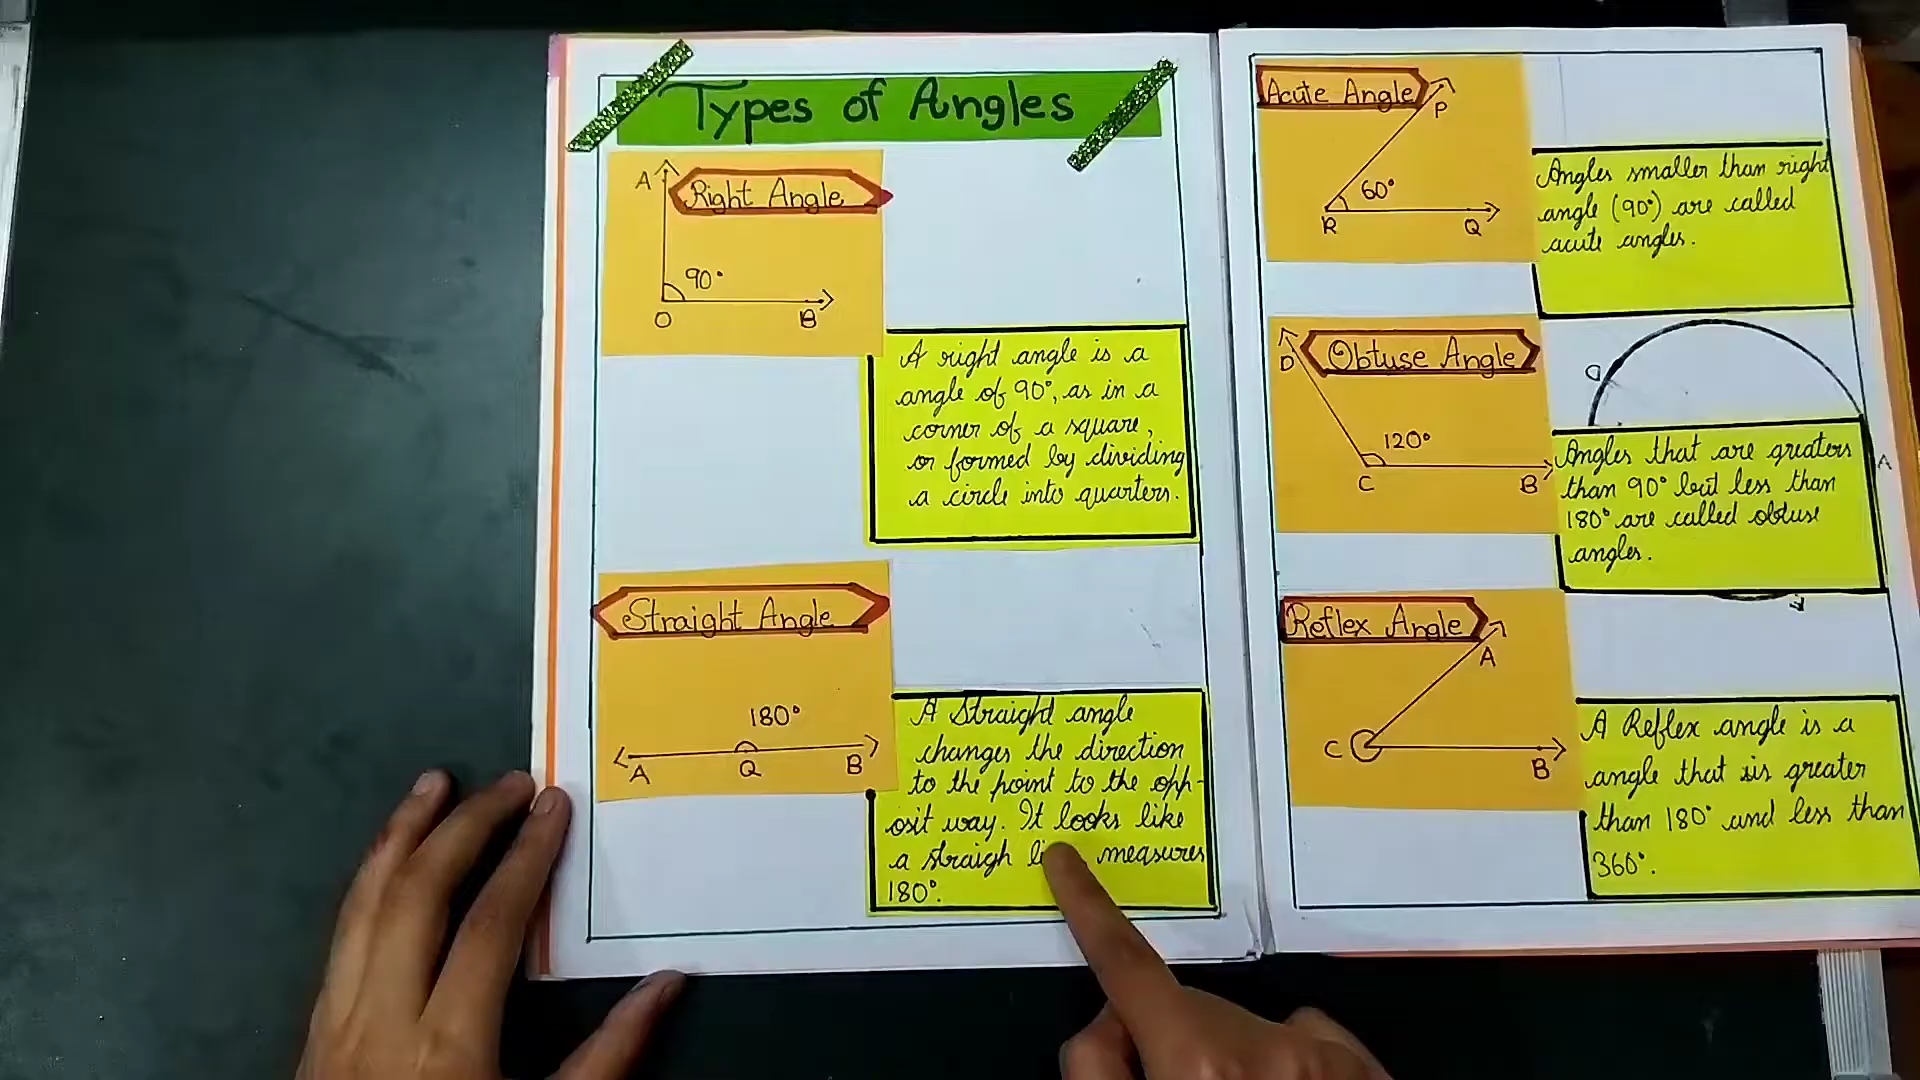 Types of Angles
Right Angle
A
90°
O
B
A right angle is a
angle of 90°, as in a
corner of a square,
or formed by dividing
a circle into quarters.
Straight Angle
180°
A
Q
B
A Straight angle
changes the direction
to the point to the opp-
osit way. It looks like
a straigh measures
180°.
Acute Angle
P
60°
R
Q
Angles smaller than right
angle (90°) are called
acute angles.
Obtuse Angle
D
120°
C
B
Angles that are greaters
than 90° but less than
180° are called obtuse
angles.
A
Reflex Angle
A
C
B
A Reflex angle is a
angle that is greater
than 180° and less than
360°.